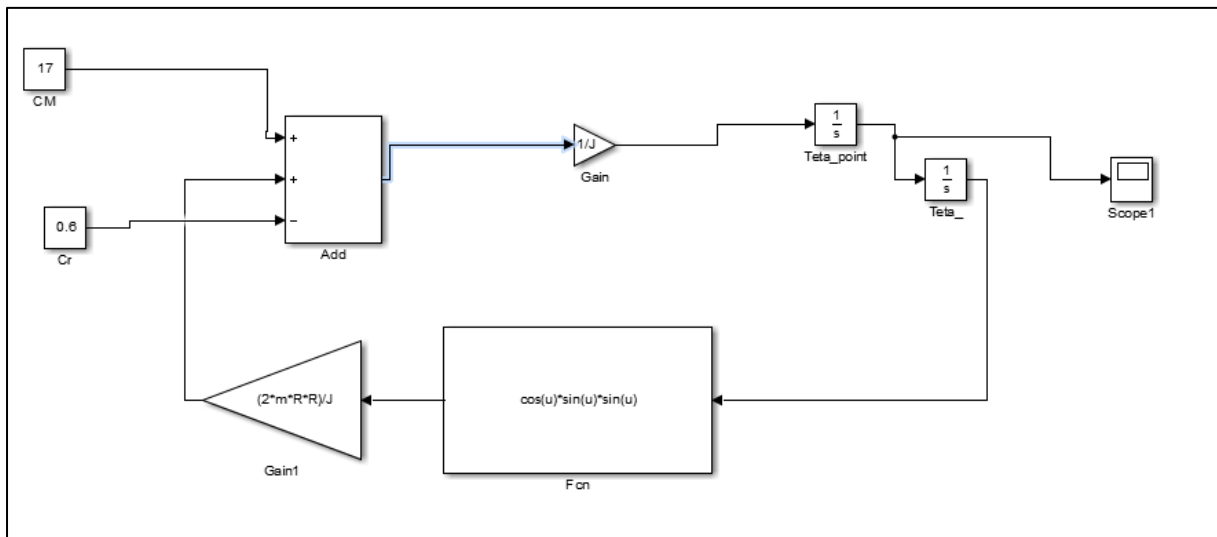 17
CM
+
+
−
0.6
Cr
Add
1/J
Gain
1
s
Teta_point
1
s
Teta_
Scope1
(2*m*R*R)/J
Gain1
cos(u)*sin(u)*sin(u)
Fcn